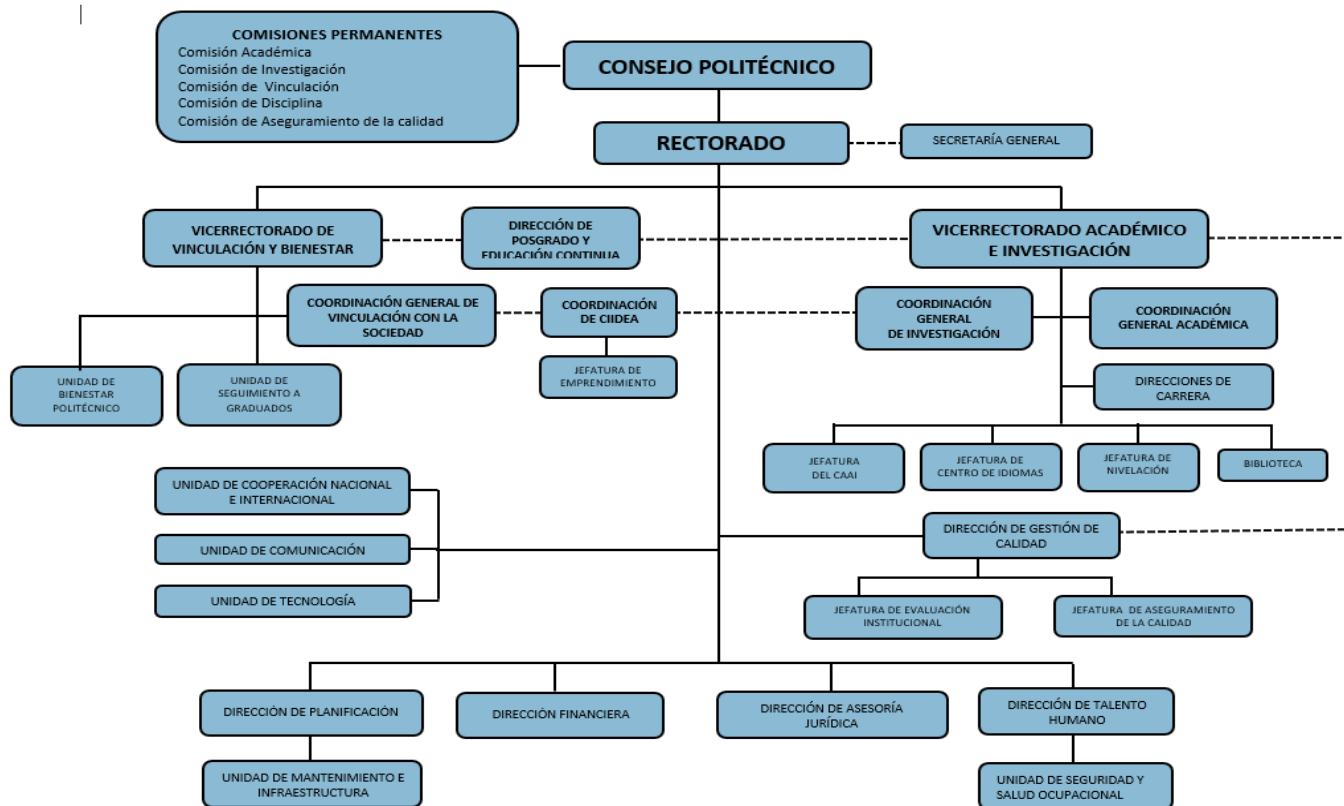 COMISIONES PERMANENTES
Comisión Académica
Comisión de Investigación
Comisión de Vinculación
Comisión de Disciplina
Comisión de Aseguramiento de la calidad
CONSEJO POLITÉCNICO
RECTORADO
SECRETARÍA GENERAL
VICERRECTORADO DE
VINCULACIÓN Y BIENESTAR
DIRECCIÓN DE
POSGRADO Y
EDUCACIÓN CONTINUA
VICERRECTORADO ACADÉMICO
E INVESTIGACIÓN
COORDINACIÓN GENERAL DE
VINCULACIÓN CON LA
SOCIEDAD
COORDINACIÓN
DE CIIDEA
COORDINACIÓN
GENERAL
DE INVESTIGACIÓN
COORDINACIÓN
GENERAL ACADÉMICA
UNIDAD DE
BIENESTAR
POLITÉCNICO
UNIDAD DE
SEGUIMIENTO A
GRADUADOS
JEFATURA DE
EMPRENDIMIENTO
DIRECCIONES DE
CARRERA
JEFATURA
DEL CAAI
JEFATURA DE
CENTRO DE IDIOMAS
JEFATURA DE
NIVELACIÓN
BIBLIOTECA
UNIDAD DE COOPERACIÓN NACIONAL
E INTERNACIONAL
UNIDAD DE COMUNICACIÓN
UNIDAD DE TECNOLOGÍA
DIRECCIÓN DE GESTIÓN DE
CALIDAD
JEFATURA DE EVALUACIÓN
INSTITUCIONAL
JEFATURA DE ASEGURAMIENTO
DE LA CALIDAD
DIRECCIÓN DE PLANIFICACIÓN
DIRECCIÓN FINANCIERA
DIRECCIÓN DE ASESORÍA
JURÍDICA
DIRECCIÓN DE TALENTO
HUMANO
UNIDAD DE MANTENIMIENTO E
INFRAESTRUCTURA
UNIDAD DE SEGURIDAD Y
SALUD OCUPACIONAL